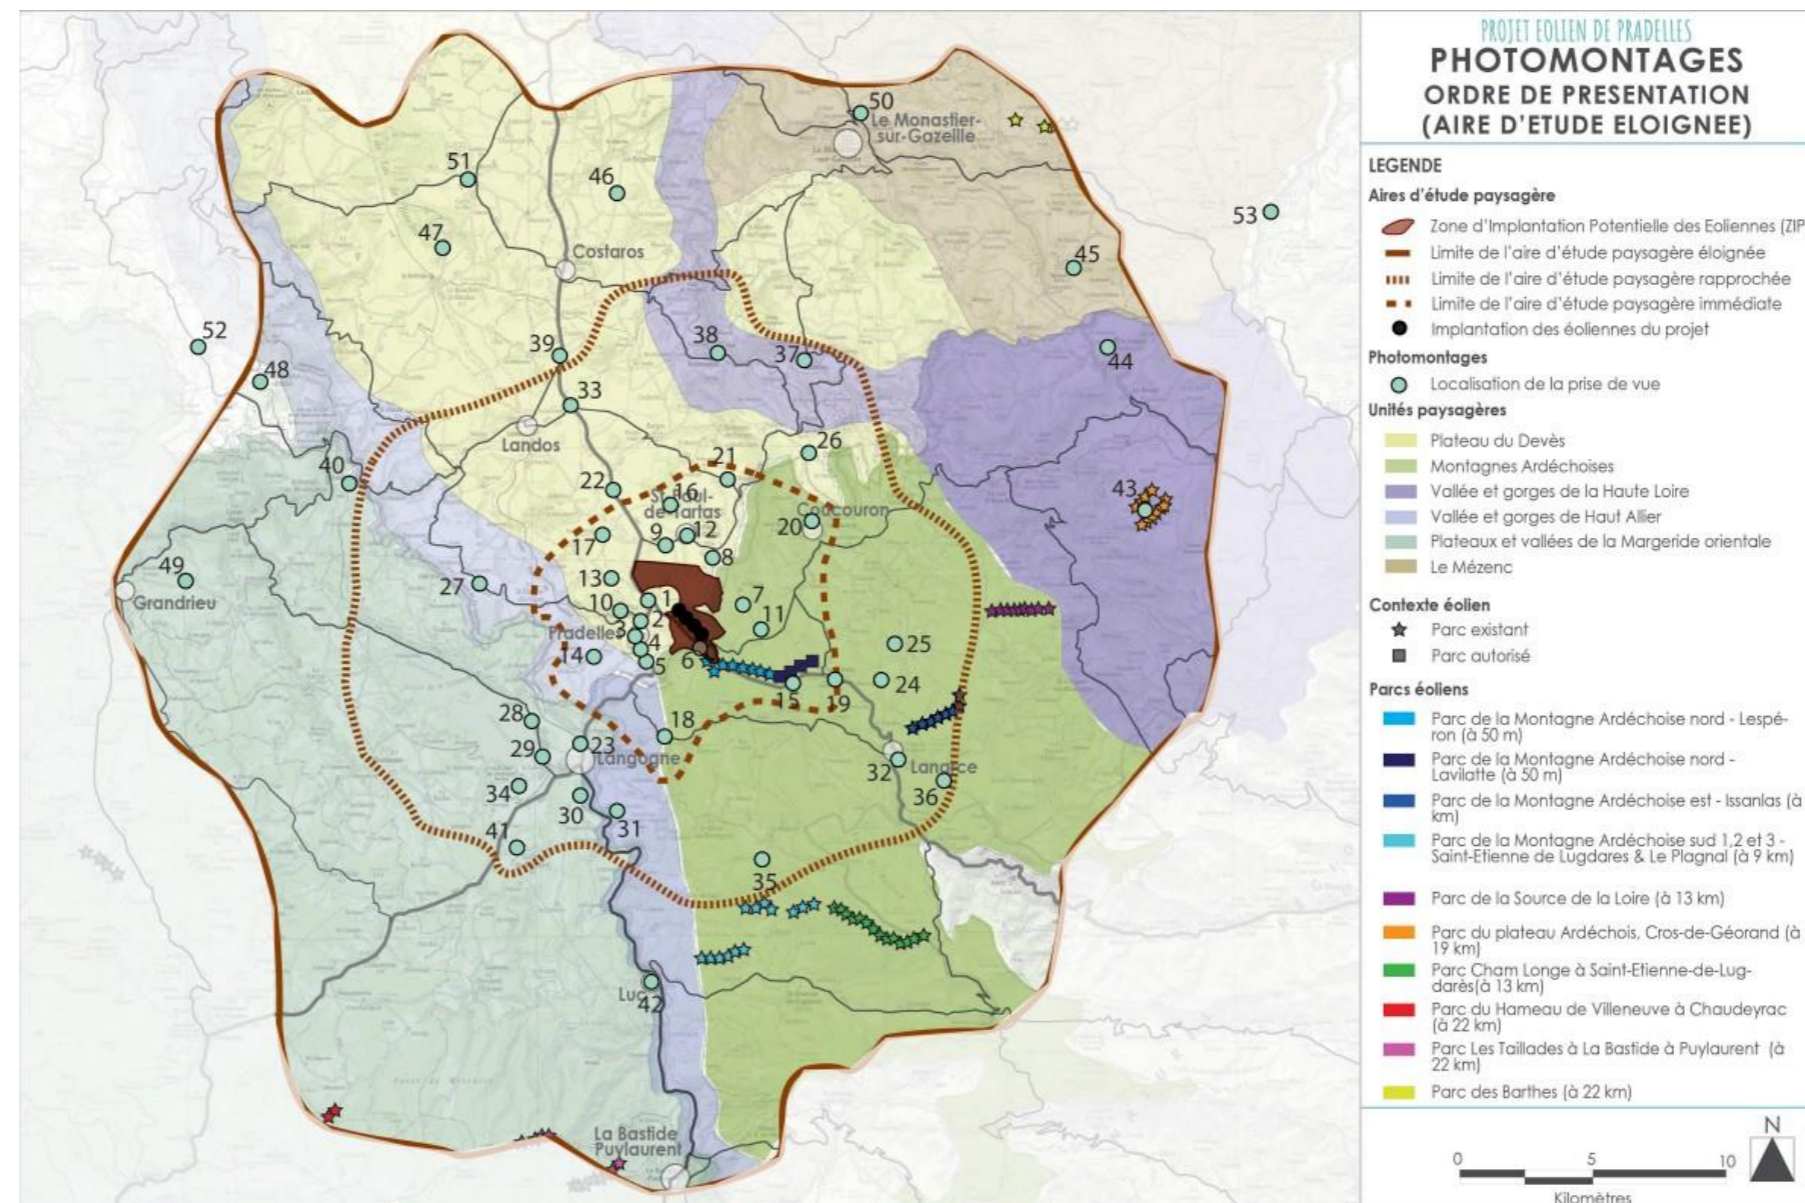 PROJET EOLIEN DE PRADELLES
PHOTOMONTAGES
ORDRE DE PRESENTATION
(AIRE D'ETUDE ELOIGNEE)
LEGENDE
Aires d'étude paysagère
Zone d'Implantation Potentielle des Eoliennes (ZIP
Limite de l'aire d'étude paysagère éloignée
Limite de l'aire d'étude paysagère rapprochée
Limite de l'aire d'étude paysagère immédiate
Implantation des éoliennes du projet
Photomontages
Localisation de la prise de vue
Unités paysagères
Plateau du Devès
Montagnes Ardéchoises
Vallée et gorges de la Haute Loire
Vallée et gorges de Haut Allier
Plateaux et vallées de la Margeride orientale
Le Mézenc
Contexte éolien
Parc existant
Parc autorisé
Parcs éoliens
Parc de la Montagne Ardéchoise nord - Lespé-
ron (à 50 m)
Parc de la Montagne Ardéchoise nord -
Lavilatte (à 50 m)
Parc de la Montagne Ardéchoise est - Issanlas (à
km)
Parc de la Montagne Ardéchoise sud 1,2 et 3 -
Saint-Etienne de Lugdares & Le Plagnal (à 9 km)
Parc de la Source de la Loire (à 13 km)
Parc du plateau Ardéchois, Cros-de-Géorand (à
19 km)
Parc Cham Longe à Saint-Etienne-de-Lug-
darès(à 13 km)
Parc du Hameau de Villeneuve à Chaudeyrac
(à 22 km)
Parc Les Taillades à La Bastide à Puylaurent (à
22 km)
Parc des Barthes (à 22 km)
N
0 5 10
Kilomètres
50
Le Monastier-
sur-Gazeille
51
46
53
47
Costaros
45
52
39
38
37
44
48
33
Landos
26
40
21
22
16
St-Paul-
de-Tartas
43
20
Coucouron
9
12
17
8
49
Grandrieu
27
13
10
1
7
2
11
3
Pradelles
4
25
14
5
6
24
15
19
28
18
23
29
Langogne
32
Lanarce
36
34
30
31
41
35
Luc
42
La Bastide
Puylaurent